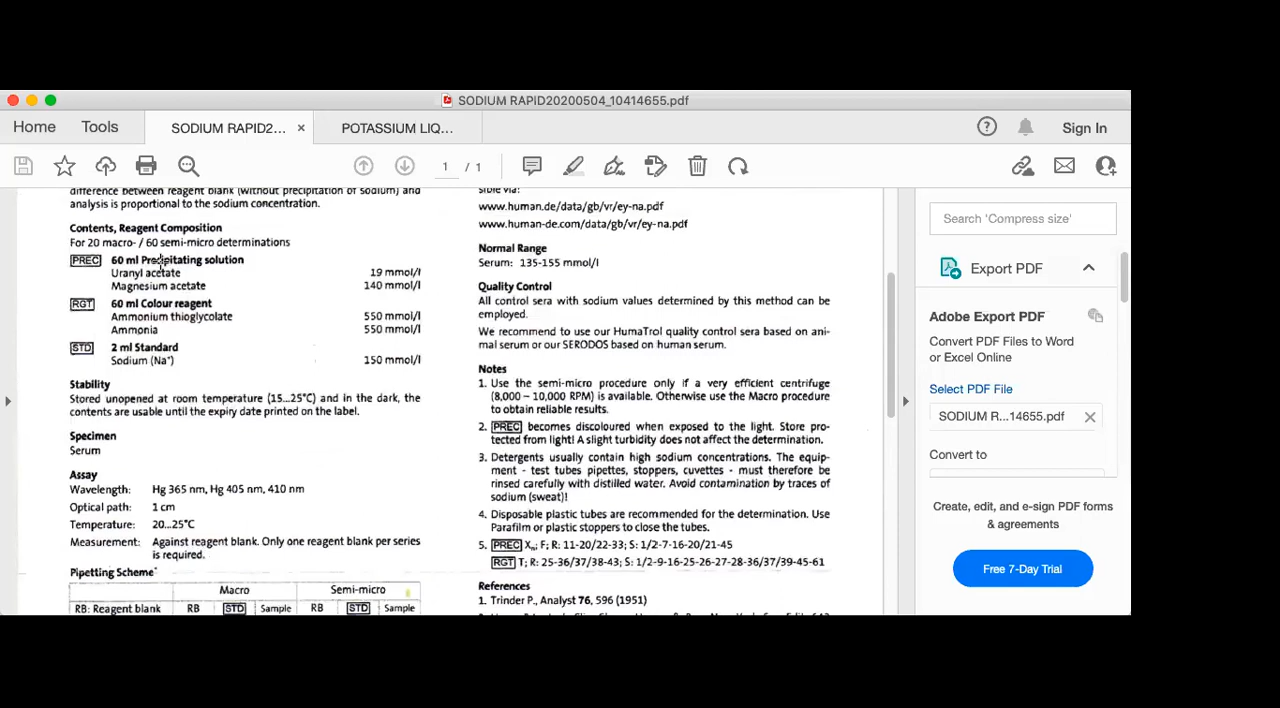 SODIUM RAPID20200504_10414655.pdf
Home
Tools
SODIUM RAPID2... ×
POTASSIUM LIQ...
?
Sign In
1 / 1
difference between reagent blank (without precipitation of sodium) and
analysis is proportional to the sodium concentration.
Contents, Reagent Composition
For 20 macro- / 60 semi-micro determinations
PREC 60 ml Precipitating solution
Uranyl acetate 19 mmol/l
Magnesium acetate 140 mmol/l
RGT 60 ml Colour reagent
Ammonium thioglycolate 550 mmol/l
Ammonia 550 mmol/l
STD 2 ml Standard
Sodium (Na⁺) 150 mmol/l
Stability
Stored unopened at room temperature (15...25°C) and in the dark, the
contents are usable until the expiry date printed on the label.
Specimen
Serum
Assay
Wavelength: Hg 365 nm, Hg 405 nm, 410 nm
Optical path: 1 cm
Temperature: 20...25°C
Measurement: Against reagent blank. Only one reagent blank per series
is required.
Pipetting Scheme*
Macro Semi-micro
RB: Reagent blank RB STD Sample RB STD Sample
sible via:
www.human.de/data/gb/vr/ey-na.pdf
www.human-de.com/data/gb/vr/ey-na.pdf
Normal Range
Serum: 135-155 mmol/l
Quality Control
All control sera with sodium values determined by this method can be
employed.
We recommend to use our HumaTrol quality control sera based on ani-
mal serum or our SERODOS based on human serum.
Notes
1. Use the semi-micro procedure only if a very efficient centrifuge
(8,000 – 10,000 RPM) is available. Otherwise use the Macro procedure
to obtain reliable results.
2. PREC becomes discoloured when exposed to the light. Store pro-
tected from light! A slight turbidity does not affect the determination.
3. Detergents usually contain high sodium concentrations. The equip-
ment - test tubes pipettes, stoppers, cuvettes - must therefore be
rinsed carefully with distilled water. Avoid contamination by traces of
sodium (sweat)!
4. Disposable plastic tubes are recommended for the determination. Use
Parafilm or plastic stoppers to close the tubes.
5. PREC Xn; F; R: 11-20/22-33; S: 1/2-7-16-20/21-45
RGT T; R: 25-36/37/38-43; S: 1/2-9-16-25-26-27-28-36/37/39-45-61
References
1. Trinder P., Analyst 76, 596 (1951)
Search 'Compress size'
Export PDF
Adobe Export PDF
Convert PDF Files to Word
or Excel Online
Select PDF File
SODIUM R...14655.pdf
Convert to
Create, edit, and e-sign PDF forms
& agreements
Free 7-Day Trial